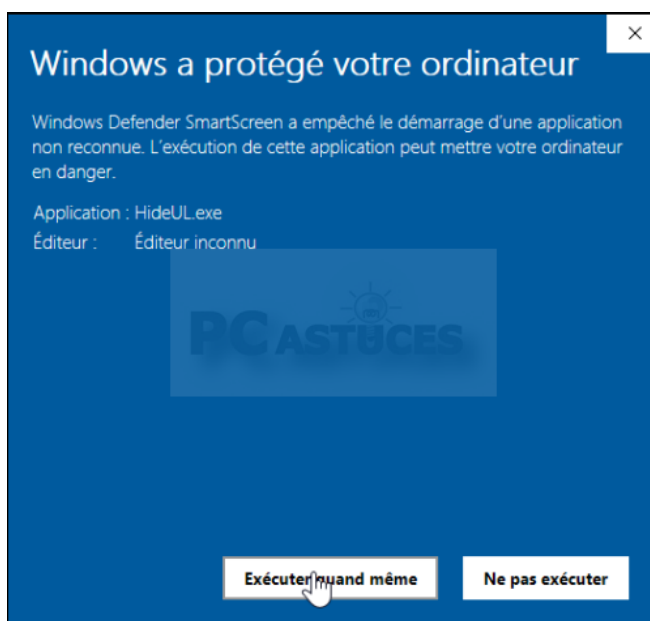 Windows a protégé votre ordinateur
Windows Defender SmartScreen a empêché le démarrage d'une application
non reconnue. L'exécution de cette application peut mettre votre ordinateur
en danger.
Application : HideUL.exe
Éditeur : Éditeur inconnu
PC ASTUCES
Exécuter quand même
Ne pas exécuter